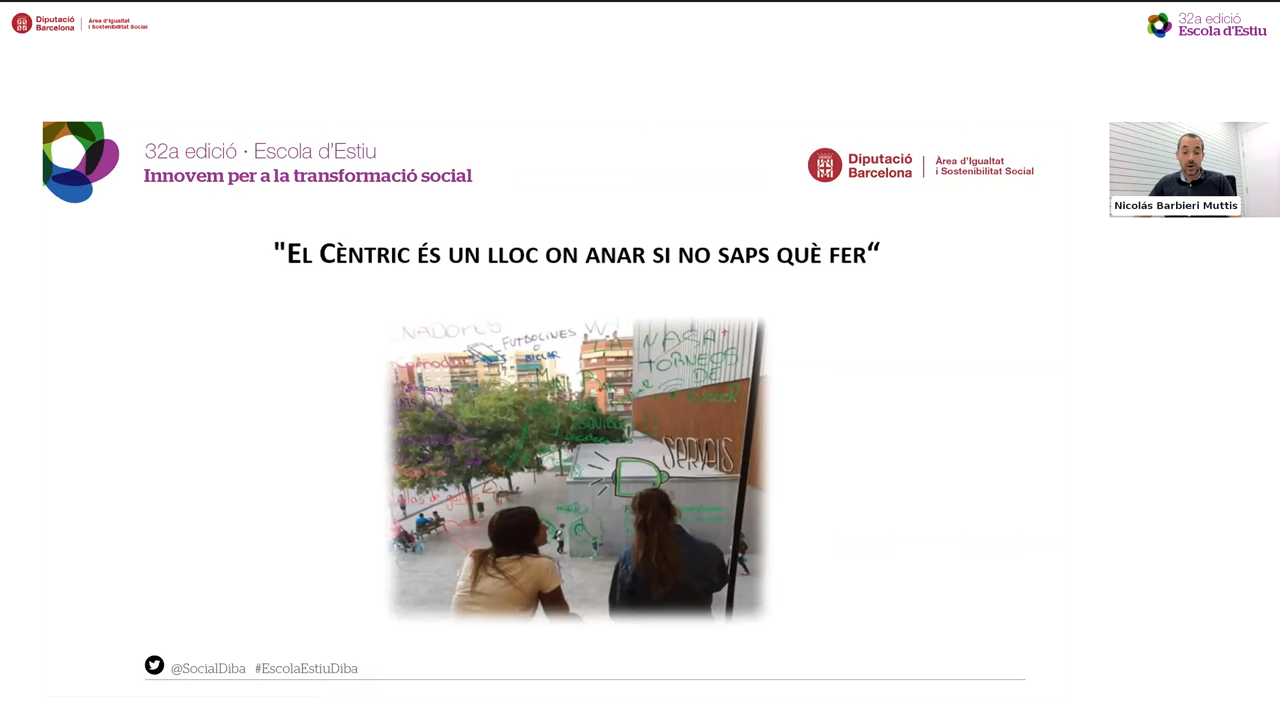 Diputació
Barcelona
Àrea d'Igualtat
i Sostenibilitat Social
32a edició
Escola d'Estiu
32a edició · Escola d'Estiu
Innovem per a la transformació social
Diputació
Barcelona
Àrea d'Igualtat
i Sostenibilitat Social
Nicolás Barbieri Muttis
"EL CÈNTRIC ÉS UN LLOC ON ANAR SI NO SAPS QUÈ FER“
FUTBOLINES
O
BILLAR
NASA
TORNEOS
DE
SERVEIS
@SocialDiba #EscolaEstiuDiba